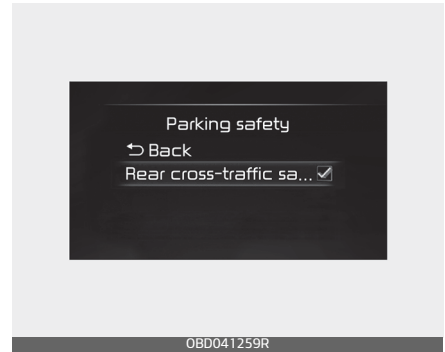 Parking safety
⮌ Back
Rear cross-traffic sa... ✓
OBD041259R